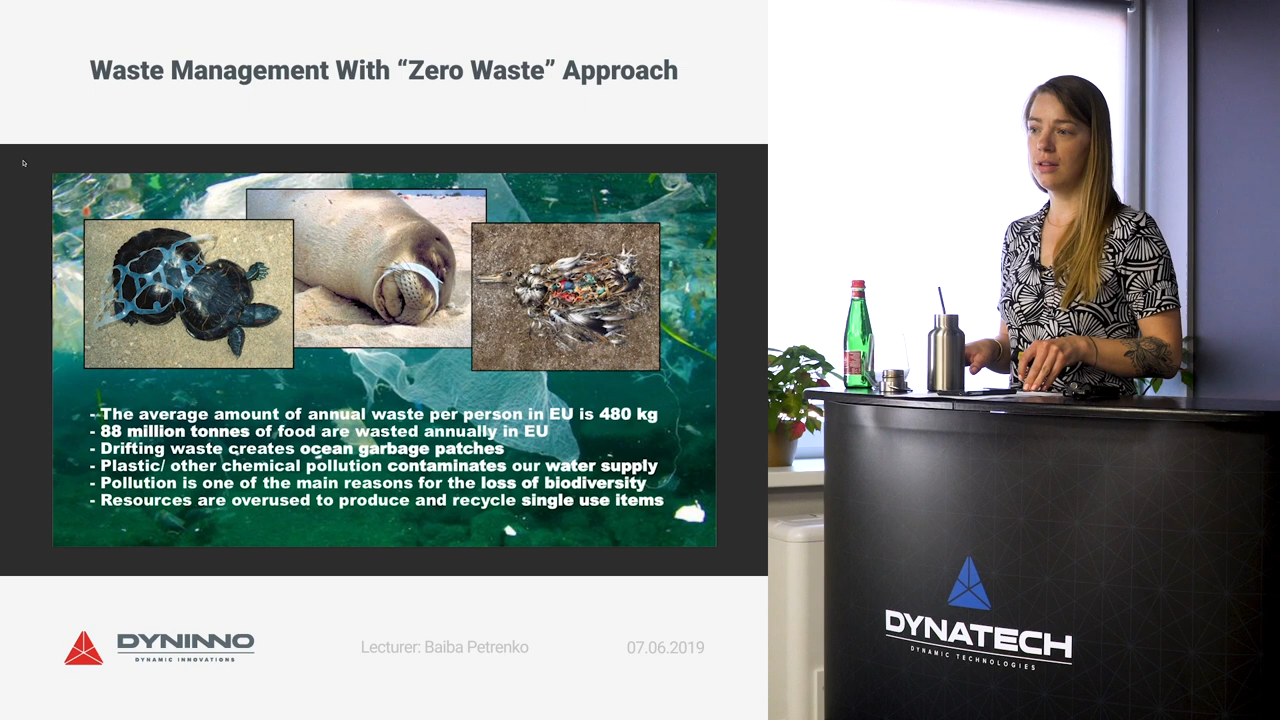 Waste Management With “Zero Waste” Approach
- The average amount of annual waste per person in EU is 480 kg
- 88 million tonnes of food are wasted annually in EU
- Drifting waste creates ocean garbage patches
- Plastic/ other chemical pollution contaminates our water supply
- Pollution is one of the main reasons for the loss of biodiversity
- Resources are overused to produce and recycle single use items
DYNINNO
DYNAMIC INNOVATIONS
Lecturer: Baiba Petrenko
07.06.2019
DYNATECH
DYNAMIC TECHNOLOGIES